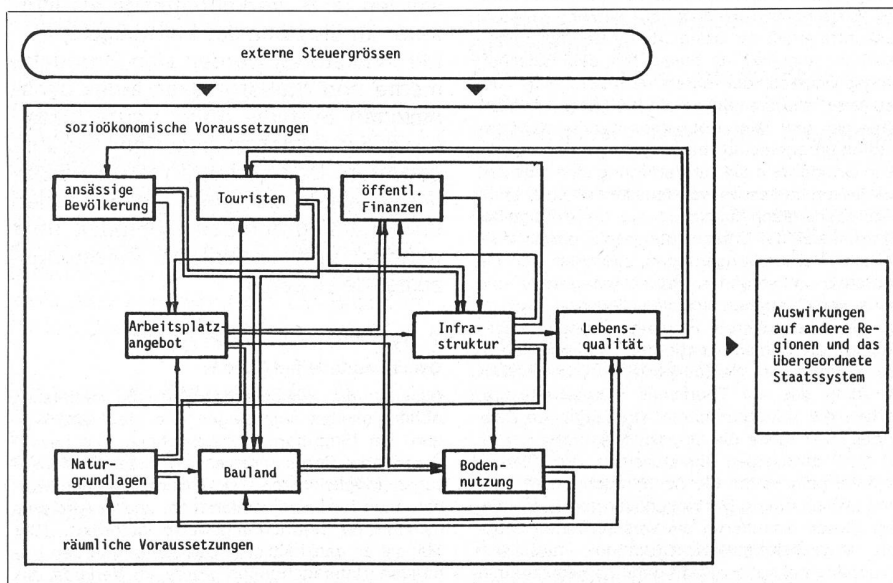 externe Steuergrössen
sozioökonomische Voraussetzungen
ansässige
Bevölkerung
Touristen
öffentl.
Finanzen
Arbeitsplatz-
angebot
Infra-
struktur
Lebens-
qualität
Auswirkungen
auf andere Re-
gionen und das
übergeordnete
Staatssystem
Natur-
grundlagen
Bauland
Boden-
nutzung
räumliche Voraussetzungen